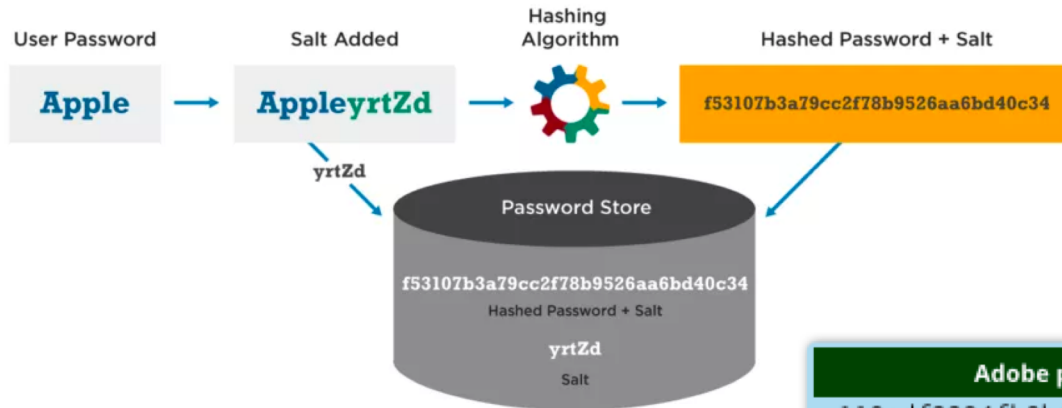 User Password
Salt Added
Hashing
Algorithm
Hashed Password + Salt
Apple
AppleyrtZd
f53107b3a79cc2f78b9526aa6bd40c34
yrtZd
Password Store
f53107b3a79cc2f78b9526aa6bd40c34
Hashed Password + Salt
yrtZd
Salt
Adobe